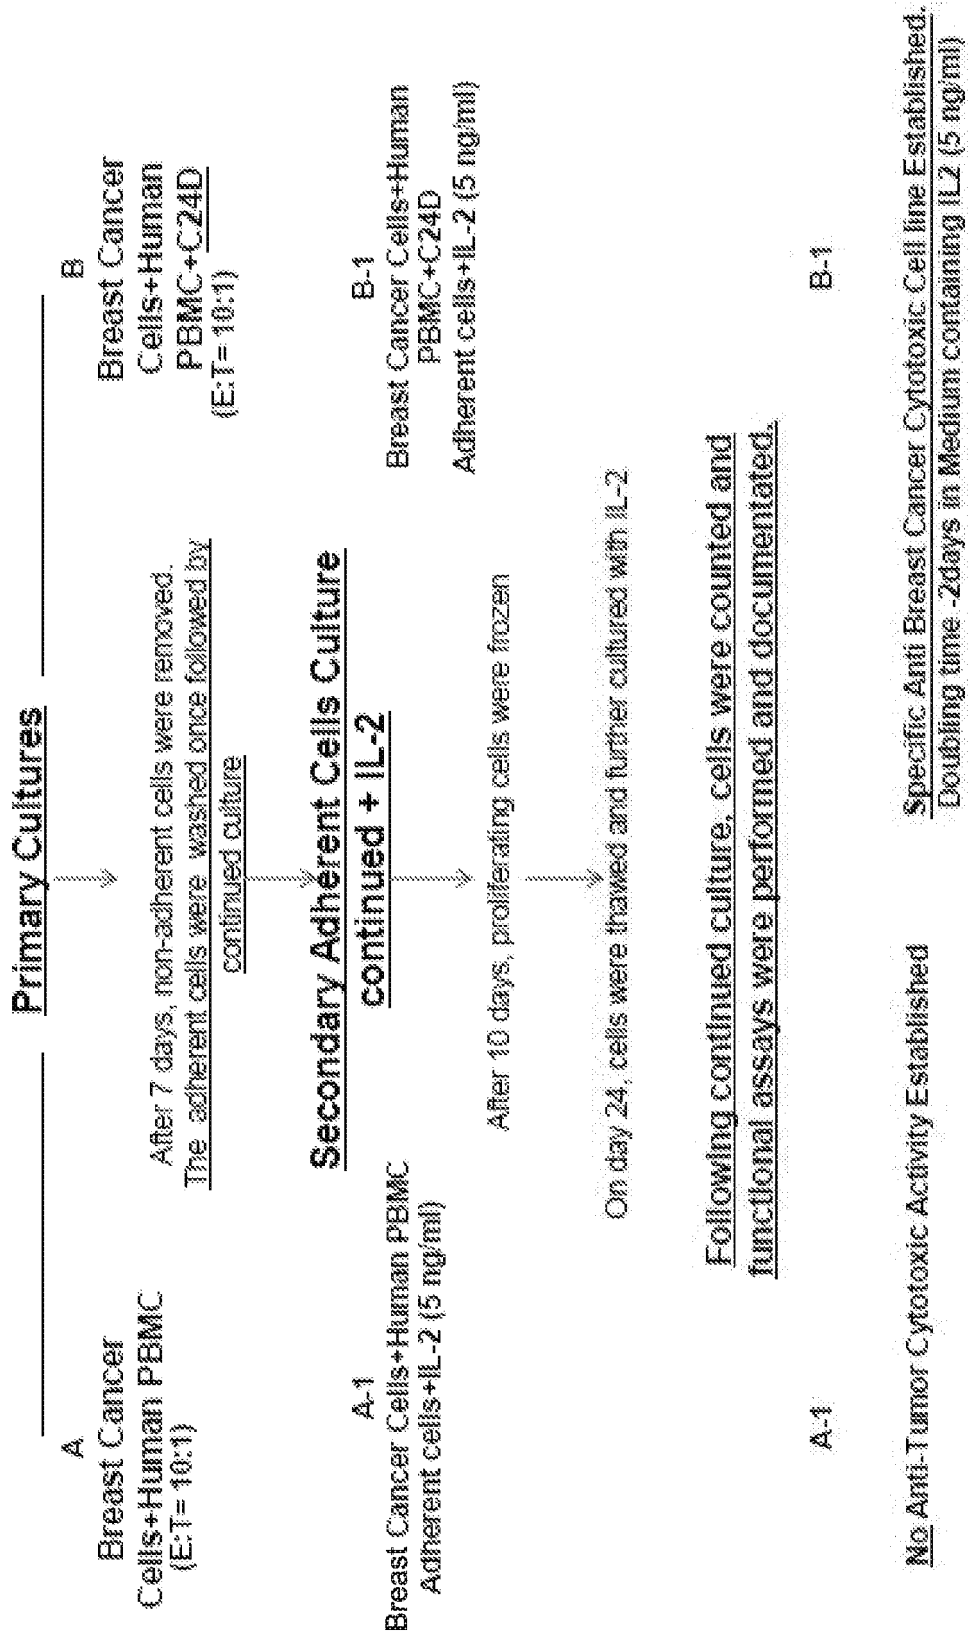 Primary Cultures
A
Breast Cancer
Cells+Human PBMC
(E:T= 10:1)
B
Breast Cancer
Cells+Human
PBMC+C24D
(E:T= 10:1)
After 7 days, non-adherent cells were removed.
The adherent cells were washed once followed by
continued culture
Secondary Adherent Cells Culture
continued + IL-2
A-1
Breast Cancer Cells+Human PBMC
Adherent cells+IL-2 (5 ng/ml)
B-1
Breast Cancer Cells+Human
PBMC+C24D
Adherent cells+IL-2 (5 ng/ml)
After 10 days, proliferating cells were frozen
On day 24, cells were thawed and further cultured with IL-2
Following continued culture, cells were counted and
functional assays were performed and documentated.
A-1
No Anti-Tumor Cytotoxic Activity Established
B-1
Specific Anti Breast Cancer Cytotoxic Cell line Established.
Doubling time -2days in Medium containing IL2 (5 ng/ml)